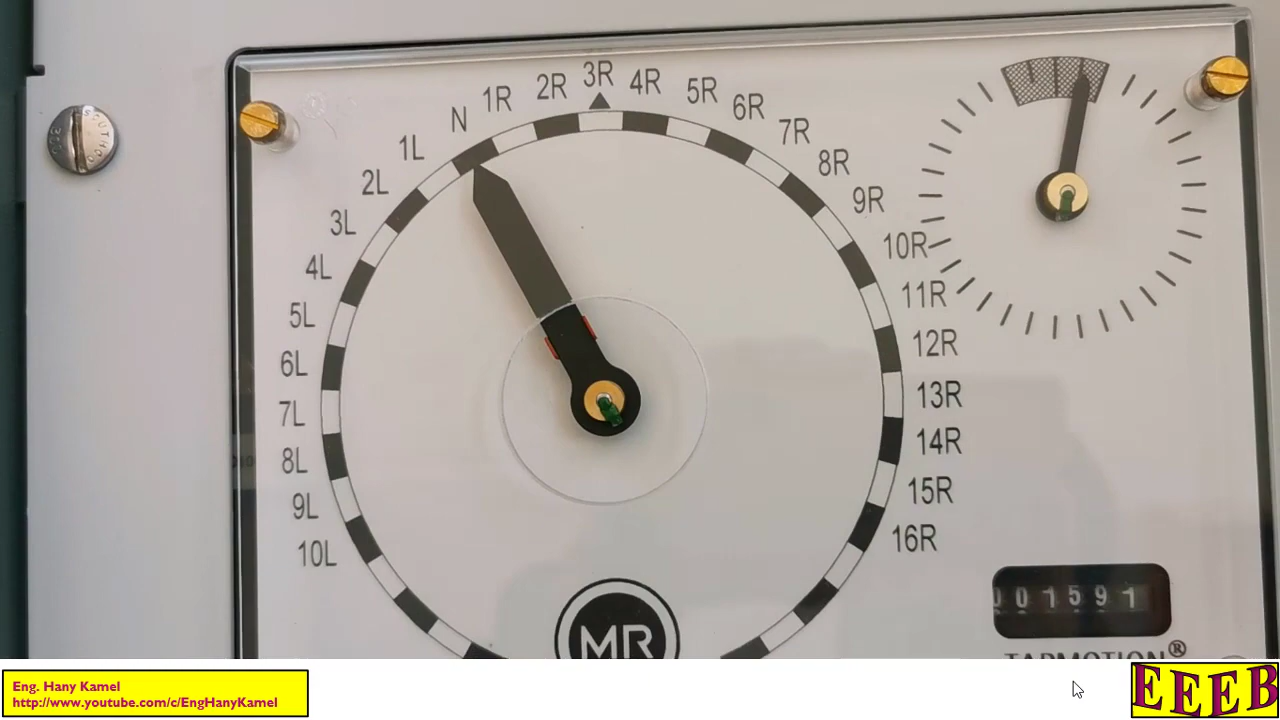 3R
2R
4R
1R
5R
N
6R
1L
7R
2L
8R
3L
9R
4L
10R
5L
11R
6L
12R
7L
13R
8L
14R
9L
15R
10L
16R
MR
001591
TAPMOTION®
Eng. Hany Kamel
http://www.youtube.com/c/EngHanyKamel
EEEB